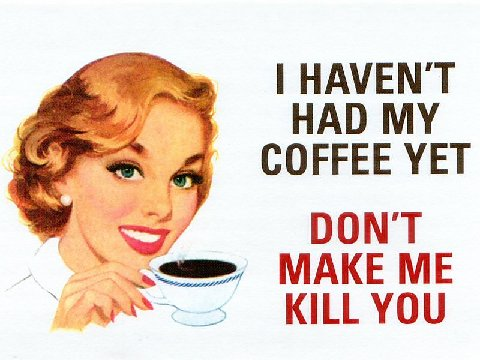 I HAVEN'T
HAD MY
COFFEE YET
DON'T
MAKE ME
KILL YOU